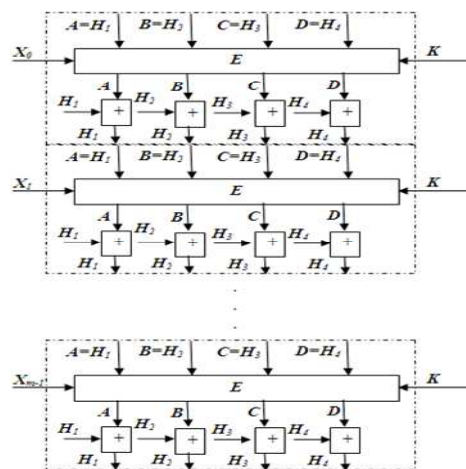 A=H₁ B=H₂ C=H₃ D=H₄
X₀ E K
A B C D
H₁ + H₂ + H₃ + H₄ +
H₁ H₂ H₃ H₄
A=H₁ B=H₂ C=H₃ D=H₄
X₁ E K
A B C D
H₁ + H₂ + H₃ + H₄ +
H₁ H₂ H₃ H₄
.
.
.
A=H₁ B=H₂ C=H₃ D=H₄
Xₘ₋₁ E K
A B C D
H₁ + H₂ + H₃ + H₄ +
H₁ H₂ H₃ H₄